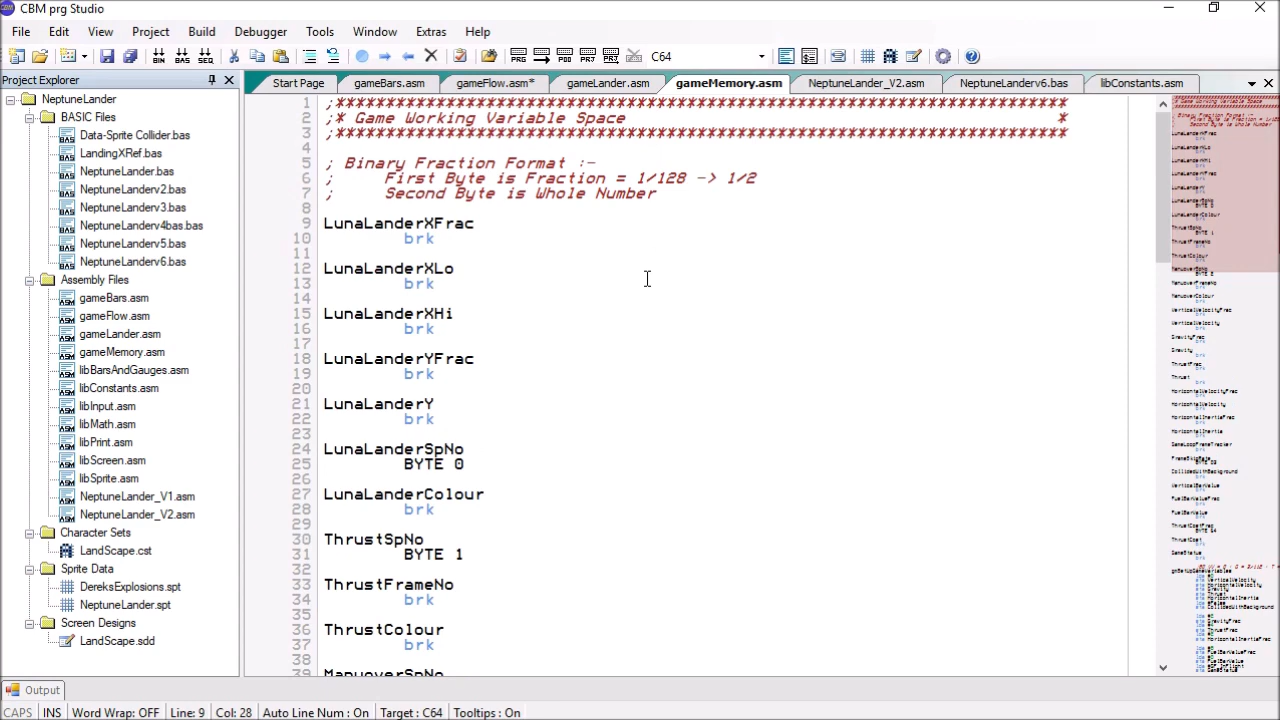 CBM prg Studio
File Edit View Project Build Debugger Tools Window Extras Help
C64
Project Explorer
Start Page gameBars.asm gameFlow.asm* gameLander.asm gameMemory.asm NeptuneLander_V2.asm NeptuneLanderv6.bas libConstants.asm
NeptuneLander
BASIC Files
Data-Sprite Collider.bas
LandingXRef.bas
NeptuneLander.bas
NeptuneLanderv2.bas
NeptuneLanderv3.bas
NeptuneLanderv4bas.bas
NeptuneLanderv5.bas
NeptuneLanderv6.bas
Assembly Files
gameBars.asm
gameFlow.asm
gameLander.asm
gameMemory.asm
libBarsAndGauges.asm
libConstants.asm
libInput.asm
libMath.asm
libPrint.asm
libScreen.asm
libSprite.asm
NeptuneLander_V1.asm
NeptuneLander_V2.asm
Character Sets
LandScape.cst
Sprite Data
DereksExplosions.spt
NeptuneLander.spt
Screen Designs
LandScape.sdd
1 ;*************************************************************************
2 ;* Game Working Variable Space *
3 ;*************************************************************************
4
5 ; Binary Fraction Format :-
6 ; First Byte is Fraction = 1/128 -> 1/2
7 ; Second Byte is Whole Number
8
9 LunaLanderXFrac
10 brk
11
12 LunaLanderXLo
13 brk
14
15 LunaLanderXHi
16 brk
17
18 LunaLanderYFrac
19 brk
20
21 LunaLanderY
22 brk
23
24 LunaLanderSpNo
25 BYTE 0
26
27 LunaLanderColour
28 brk
29
30 ThrustSpNo
31 BYTE 1
32
33 ThrustFrameNo
34 brk
35
36 ThrustColour
37 brk
38
39 ManuoverSpNo
Output
CAPS INS Word Wrap: OFF Line: 9 Col: 28 Auto Line Num : On Target : C64 Tooltips : On